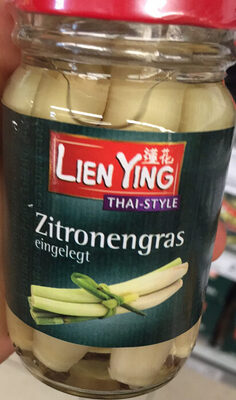 LIEN YING 蓮花
THAI-STYLE
Zitronengras
eingelegt